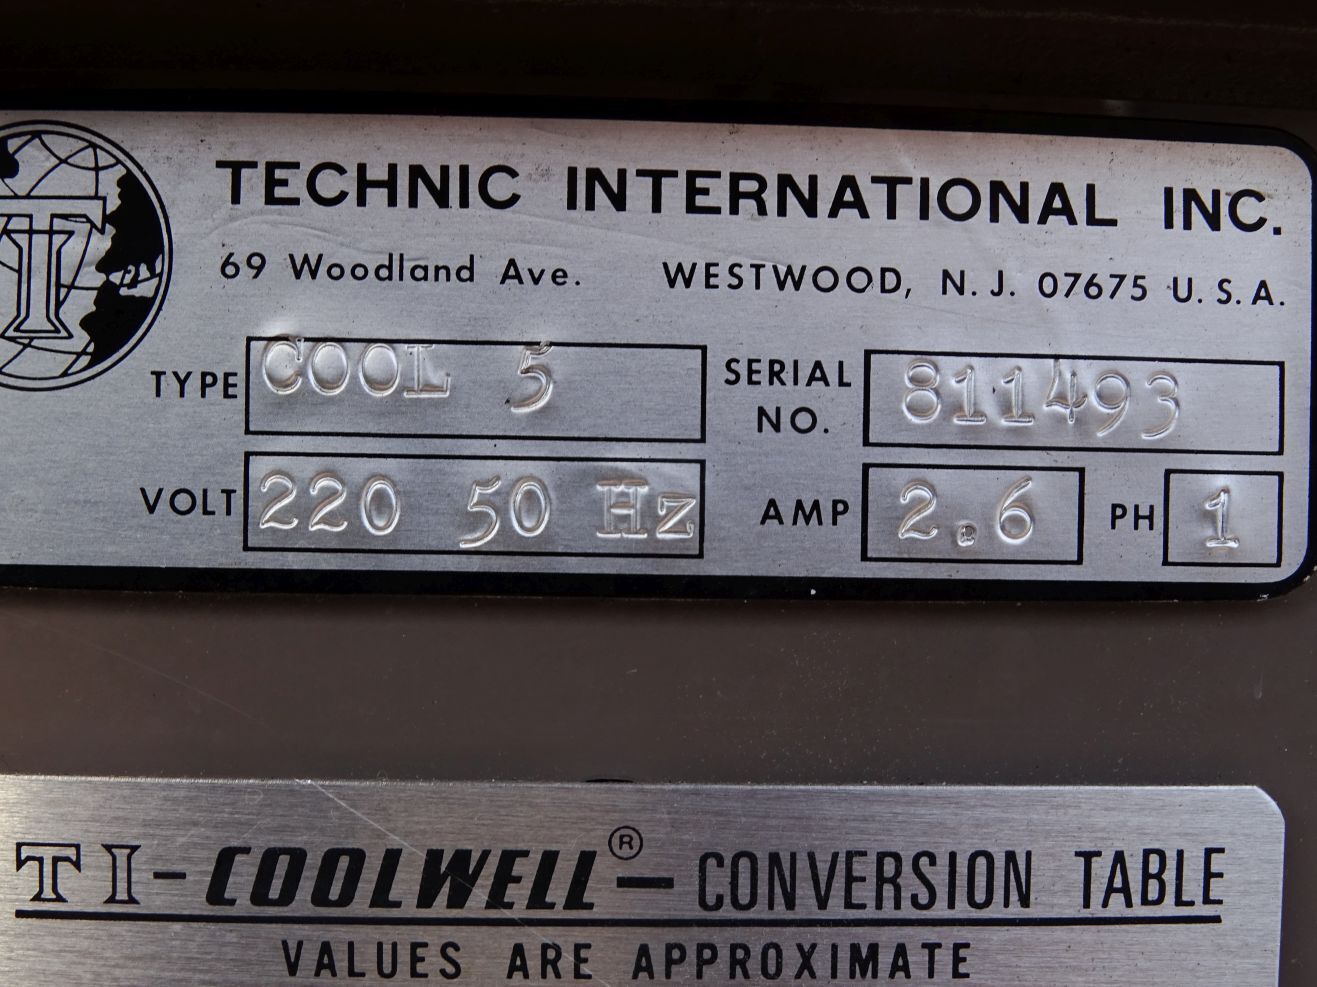 TECHNIC INTERNATIONAL INC.
69 Woodland Ave. WESTWOOD, N. J. 07675 U. S. A.
TYPE COOL 5 SERIAL NO. 811493
VOLT 220 50 Hz AMP 2.6 PH 1
TI-COOLWELL®-CONVERSION TABLE
VALUES ARE APPROXIMATE